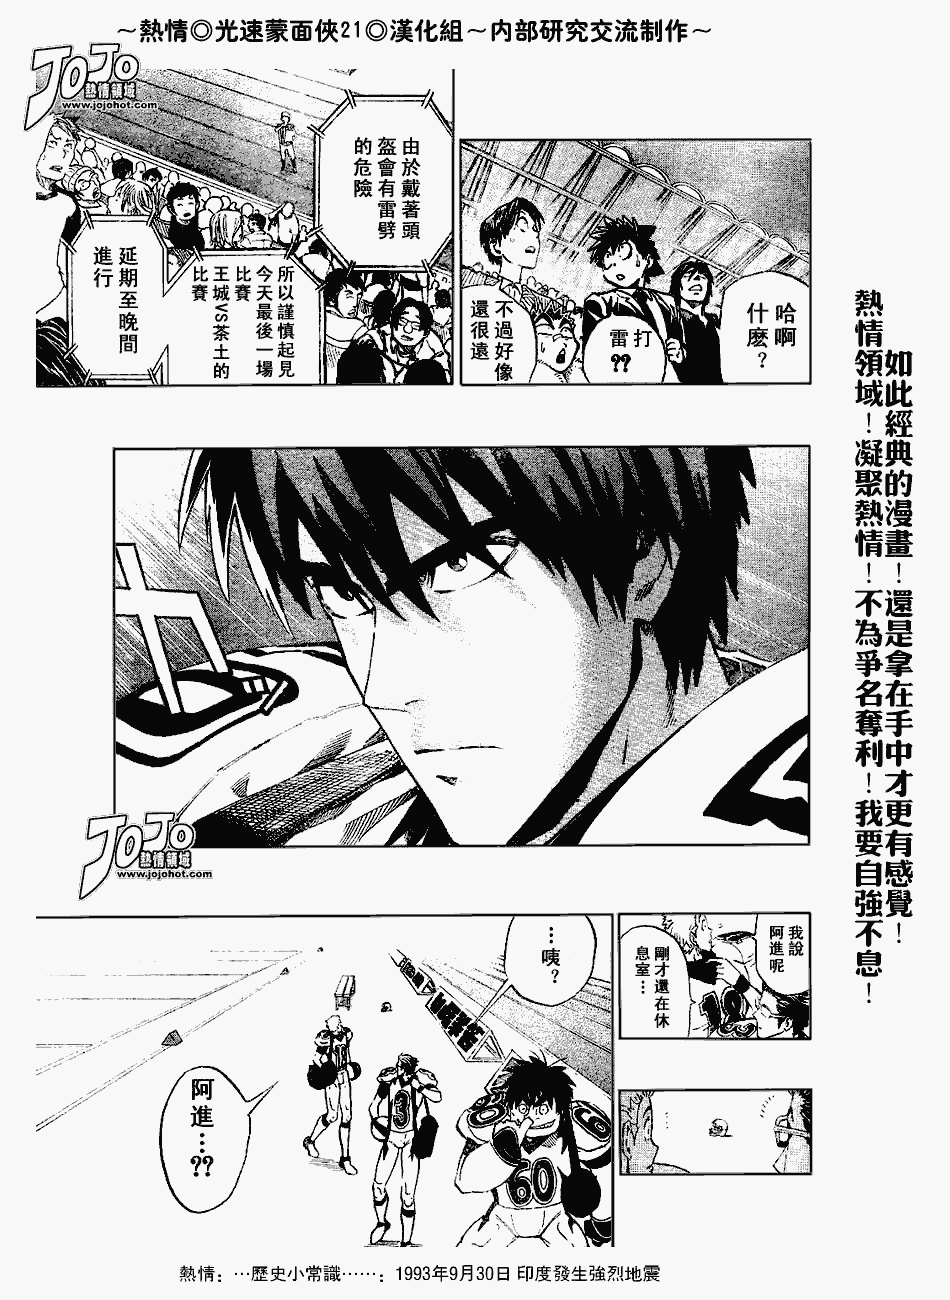 ～熱情◎光速蒙面俠21◎漢化組～内部研究交流制作～
JOJO
熱情領域
www.jojohot.com
哈啊
什麽？
打
雷
??
不過好像
還很遠
由於戴著頭
盔會有雷劈
的危險
所以謹慎起見
今天最後一場
比賽
王城VS茶土的
比賽
延期至晚間
進行
如此經典的漫畫！還是拿在手中才更有感覺！
熱情領域！凝聚熱情！不為爭名奪利！我要自強不息！
JOJO
熱情領域
www.jojohot.com
我說
阿進呢
剛才還在休
息室…
…咦？
阿進…??
3
60
熱情：…歷史小常識……：1993年9月30日 印度發生強烈地震